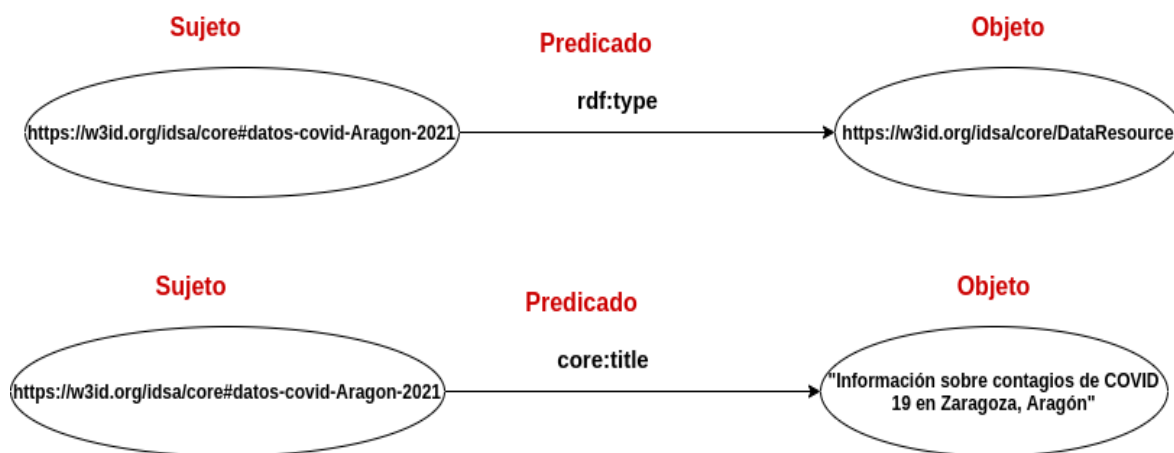 Sujeto
Predicado
Objeto
rdf:type
https://w3id.org/idsa/core#datos-covid-Aragon-2021
https://w3id.org/idsa/core/DataResource
Sujeto
Predicado
Objeto
core:title
https://w3id.org/idsa/core#datos-covid-Aragon-2021
"Información sobre contagios de COVID
19 en Zaragoza, Aragón"